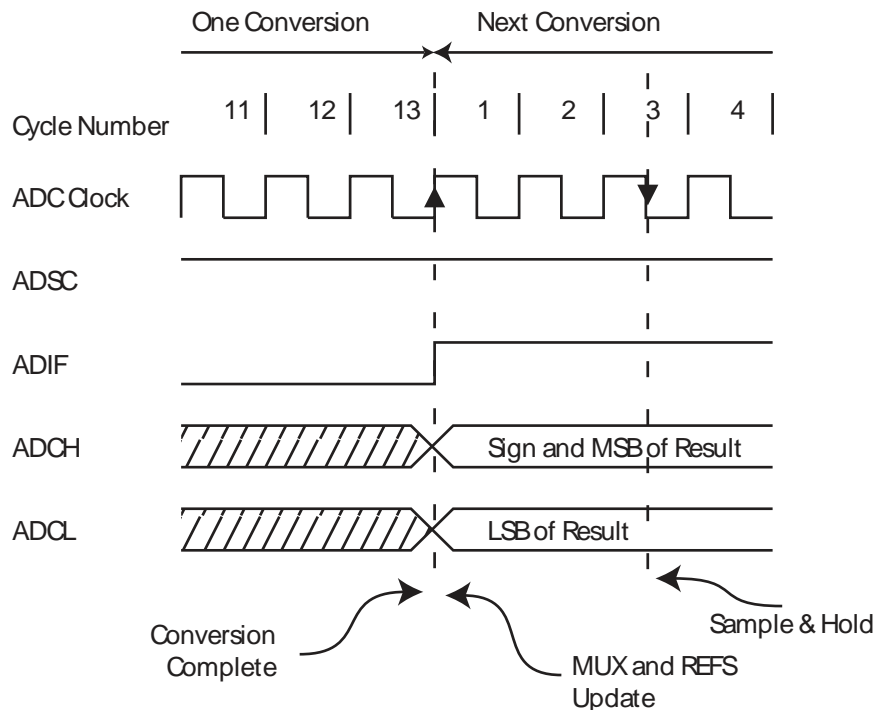 One Conversion Next Conversion
Cycle Number 11 12 13 1 2 3 4
ADC Clock
ADSC
ADIF
ADCH Sign and MSB of Result
ADCL LSB of Result
Conversion
Complete
MUX and REFS
Update
Sample & Hold